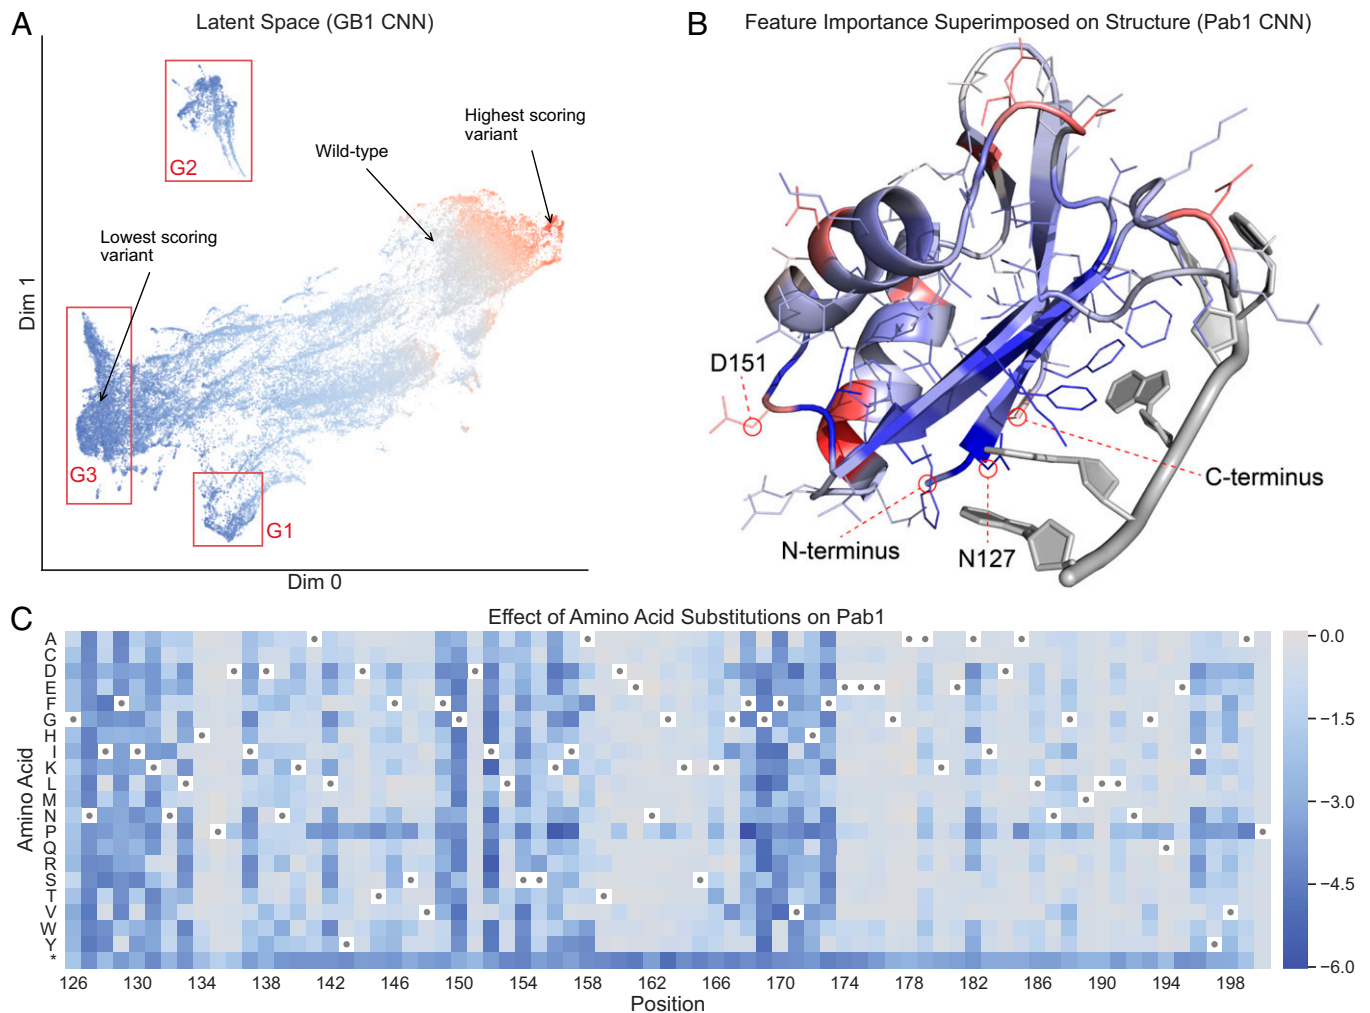 A
Latent Space (GB1 CNN)
B
Feature Importance Superimposed on Structure (Pab1 CNN)
G2
Wild-type
Highest scoring
variant
Lowest scoring
variant
G3
G1
Dim 1
Dim 0
D151
N-terminus
N127
C-terminus
C
Effect of Amino Acid Substitutions on Pab1
Amino Acid
A
C
D
E
F
G
H
I
K
L
M
N
P
Q
R
S
T
V
W
Y
*
126 130 134 138 142 146 150 154 158 162 166 170 174 178 182 186 190 194 198
Position
0.0
−1.5
−3.0
−4.5
−6.0